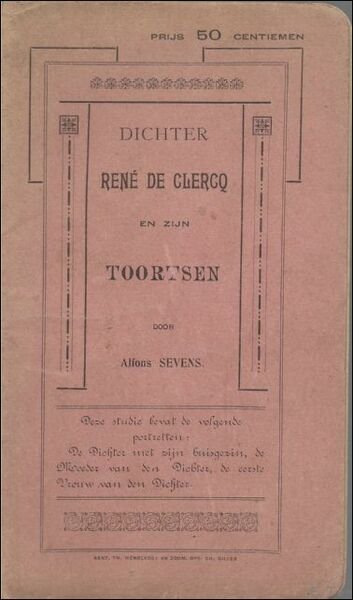 PRIJS 50 CENTIEMEN
DICHTER
RENÉ DE CLERCQ
EN ZIJN
TOORTSEN
DOOR
Alfons SEVENS.
Deze studie bevat de volgende
portretten:
De Dichter met zijn huisgezin, de
Moeder van den Dichter, de eerste
Vrouw van den Dichter.
GENT,